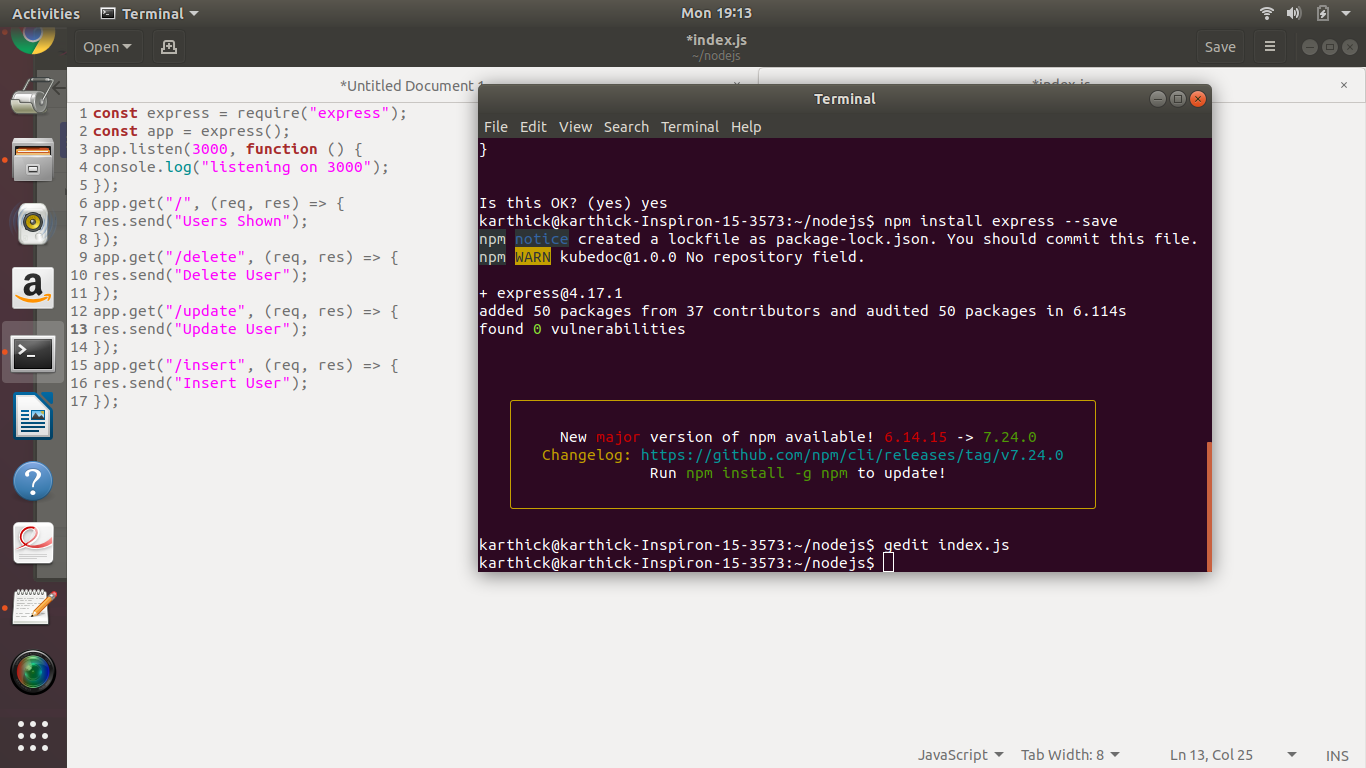 Activities
Terminal
Mon 19:13
Open
*index.js
~/nodejs
Save
*Untitled Document 1
*index.js
1 const express = require("express");
2 const app = express();
3 app.listen(3000, function () {
4 console.log("listening on 3000");
5 });
6 app.get("/", (req, res) => {
7 res.send("Users Shown");
8 });
9 app.get("/delete", (req, res) => {
10 res.send("Delete User");
11 });
12 app.get("/update", (req, res) => {
13 res.send("Update User");
14 });
15 app.get("/insert", (req, res) => {
16 res.send("Insert User");
17 });
Terminal
File Edit View Search Terminal Help
}
Is this OK? (yes) yes
karthick@karthick-Inspiron-15-3573:~/nodejs$ npm install express --save
npm notice created a lockfile as package-lock.json. You should commit this file.
npm WARN kubedoc@1.0.0 No repository field.
+ express@4.17.1
added 50 packages from 37 contributors and audited 50 packages in 6.114s
found 0 vulnerabilities
New major version of npm available! 6.14.15 -> 7.24.0
Changelog: https://github.com/npm/cli/releases/tag/v7.24.0
Run npm install -g npm to update!
karthick@karthick-Inspiron-15-3573:~/nodejs$ gedit index.js
karthick@karthick-Inspiron-15-3573:~/nodejs$
JavaScript
Tab Width: 8
Ln 13, Col 25
INS